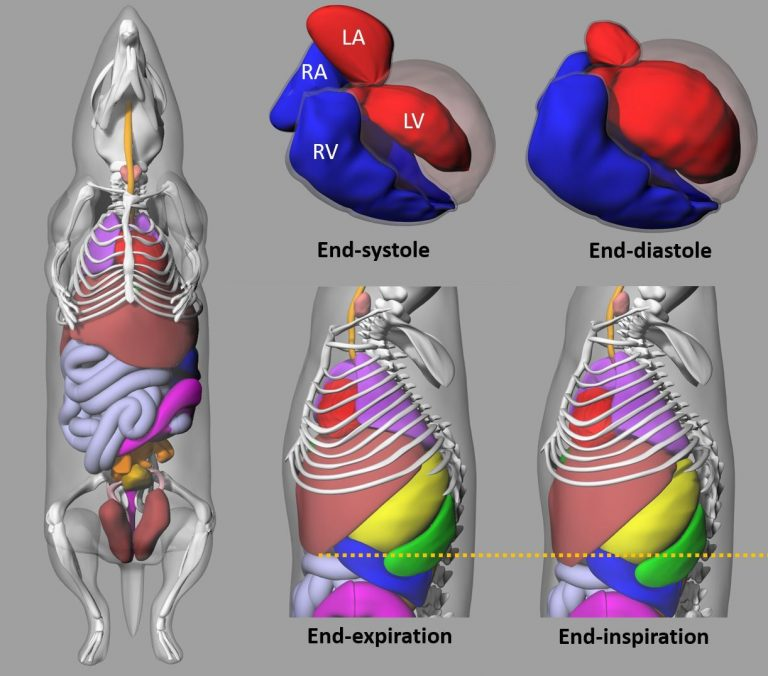 LA
RA
LV
RV
End-systole
End-diastole
End-expiration
End-inspiration